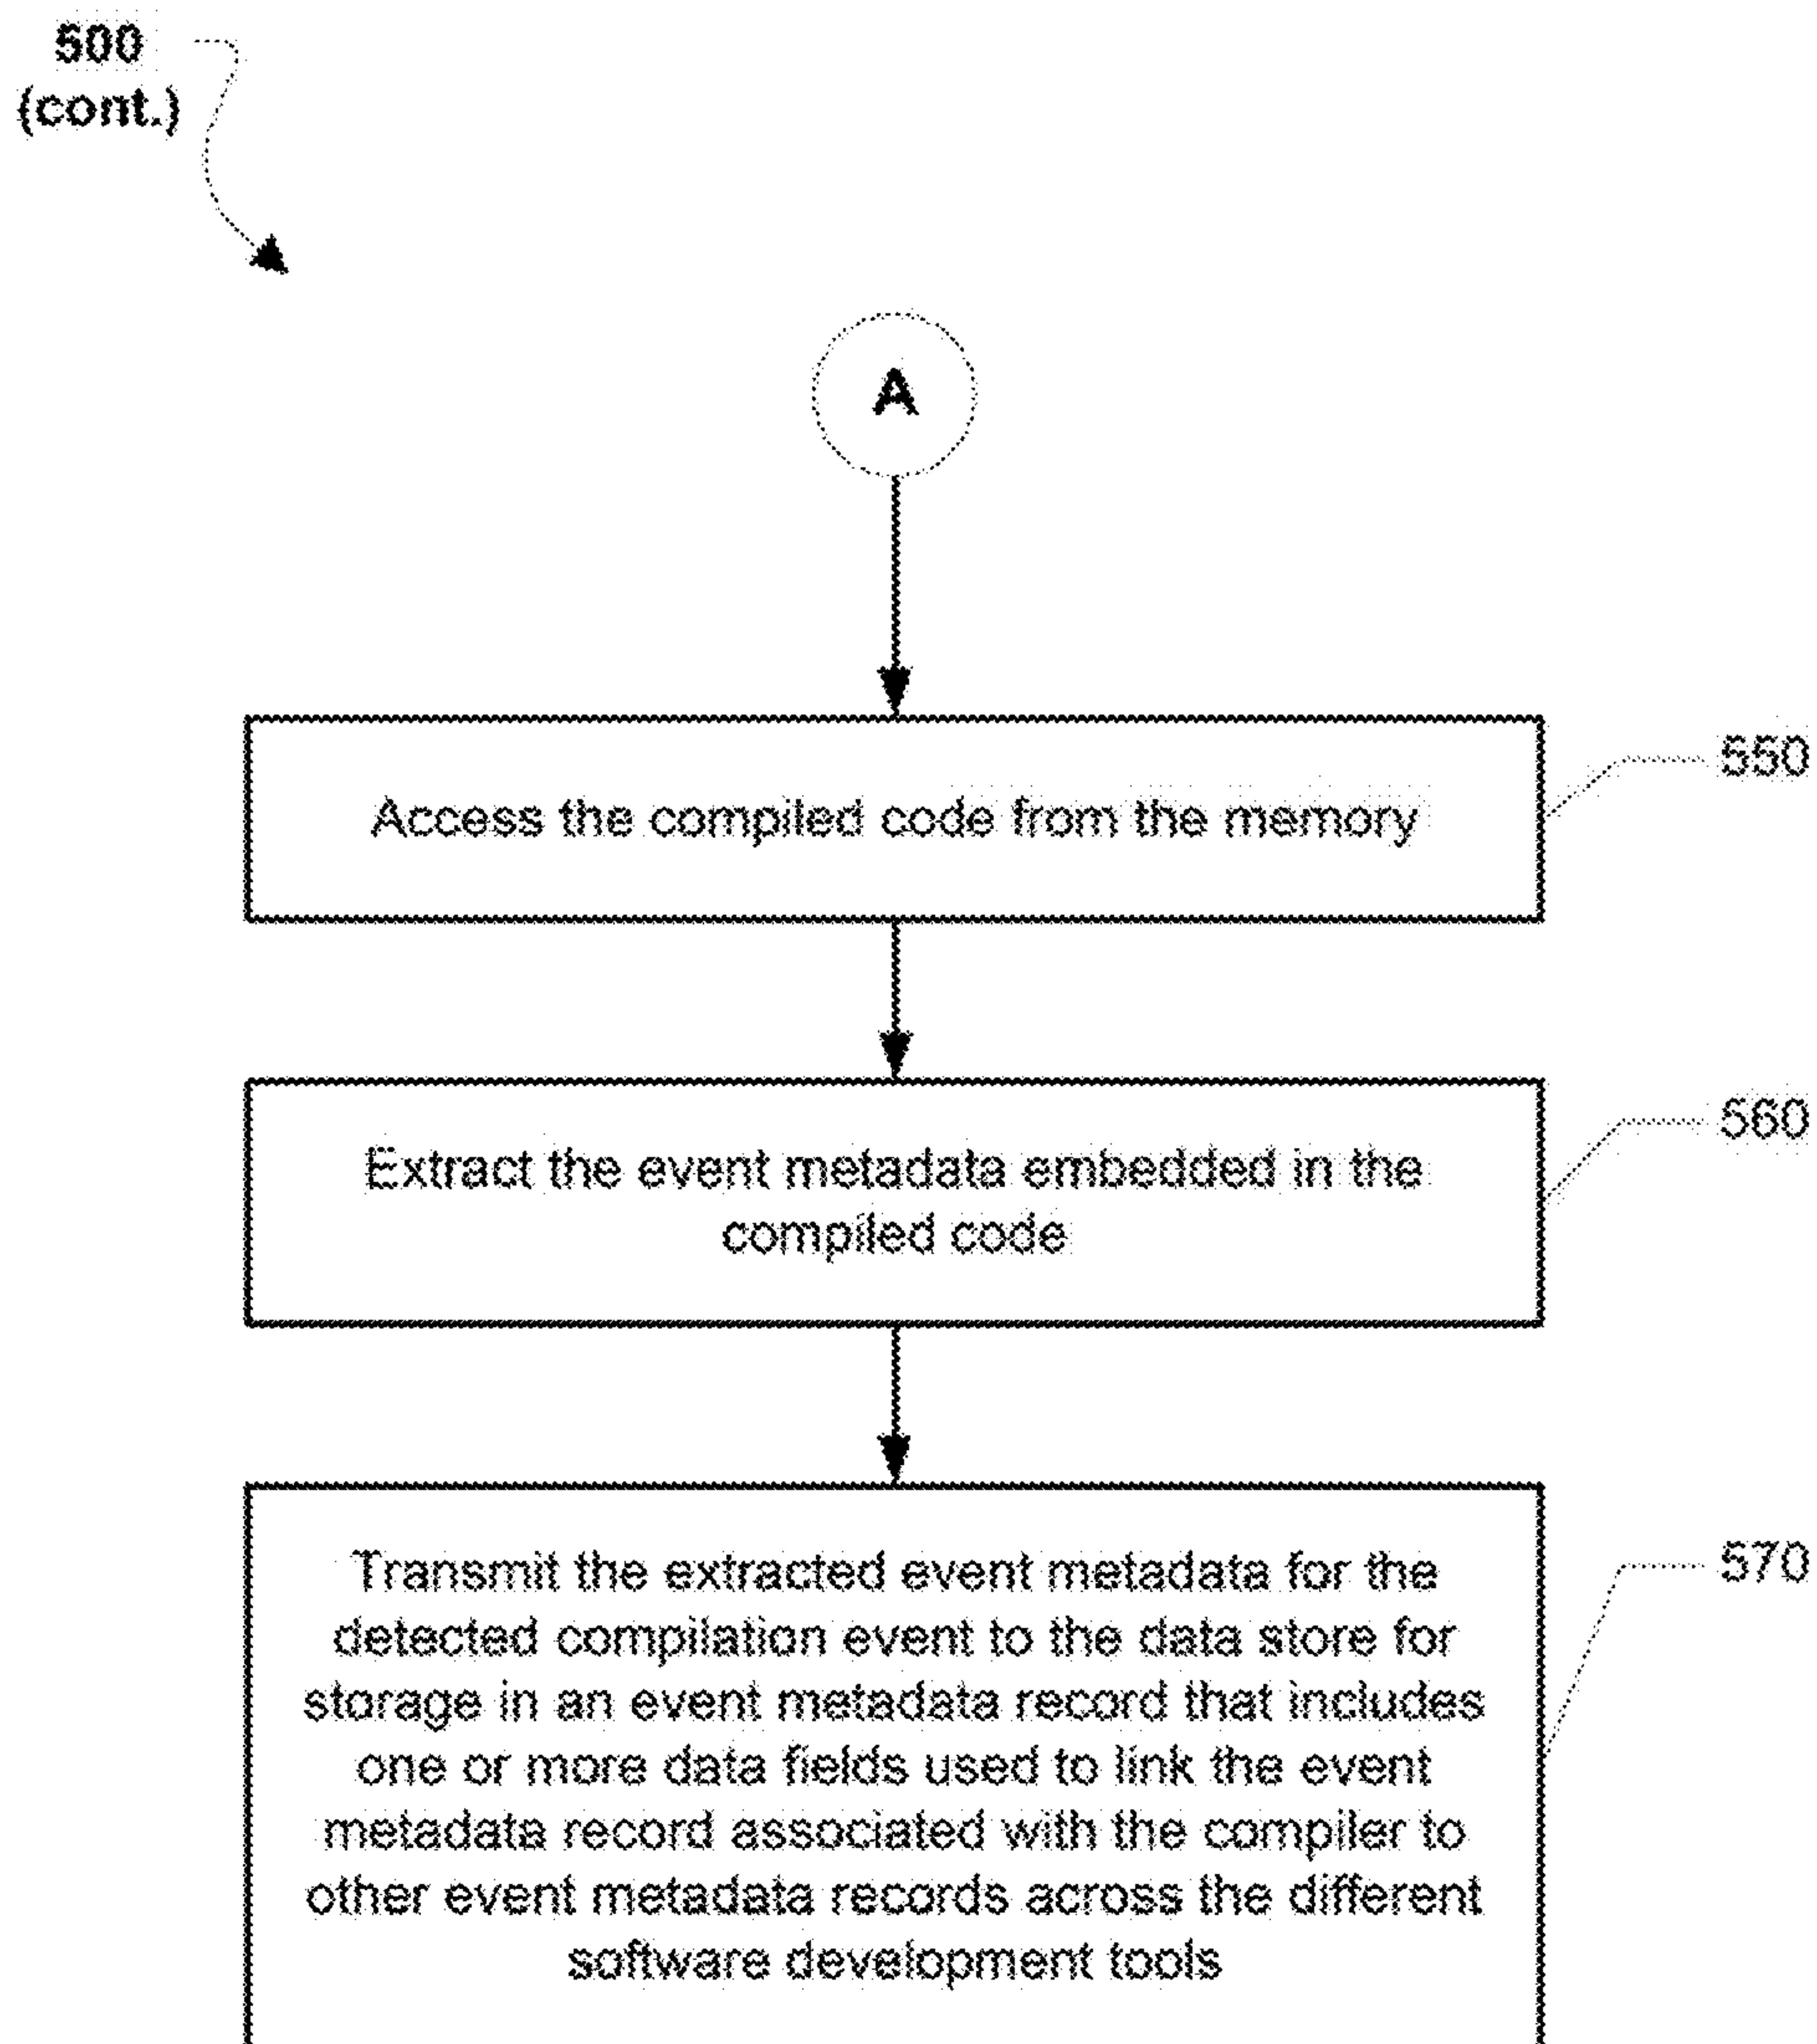 500
(cont.)
A
Access the compiled code from the memory
550
Extract the event metadata embedded in the
compiled code
560
Transmit the extracted event metadata for the
detected compilation event to the data store for
storage in an event metadata record that includes
one or more data fields used to link the event
metadata record associated with the compiler to
other event metadata records across the different
software development tools
570